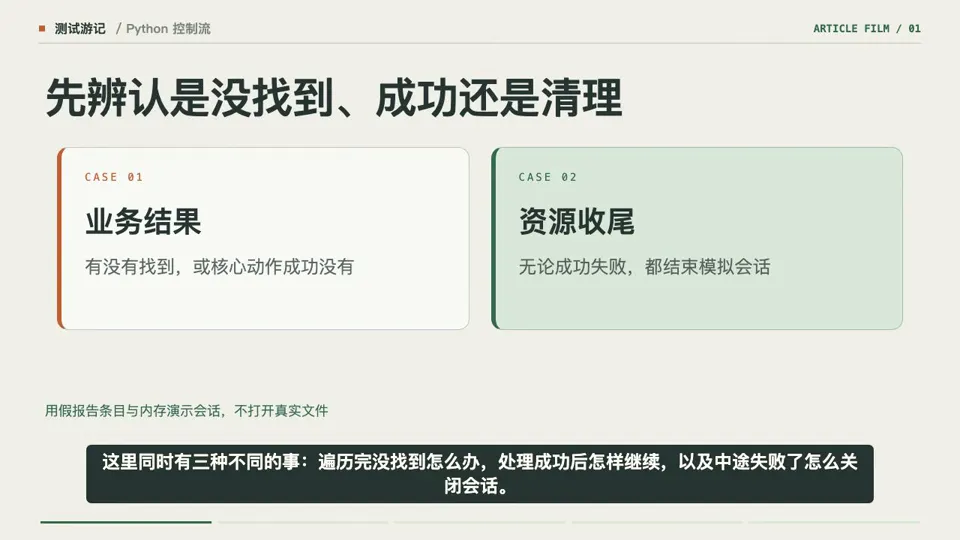 测试游记 / Python 控制流
ARTICLE FILM / 01
先辨认是没找到、成功还是清理
CASE 01
业务结果
有没有找到，或核心动作成功没有
CASE 02
资源收尾
无论成功失败，都结束模拟会话
用假报告条目与内存演示会话，不打开真实文件
这里同时有三种不同的事：遍历完没找到怎么办，处理成功后怎样继续，以及中途失败了怎么关
闭会话。